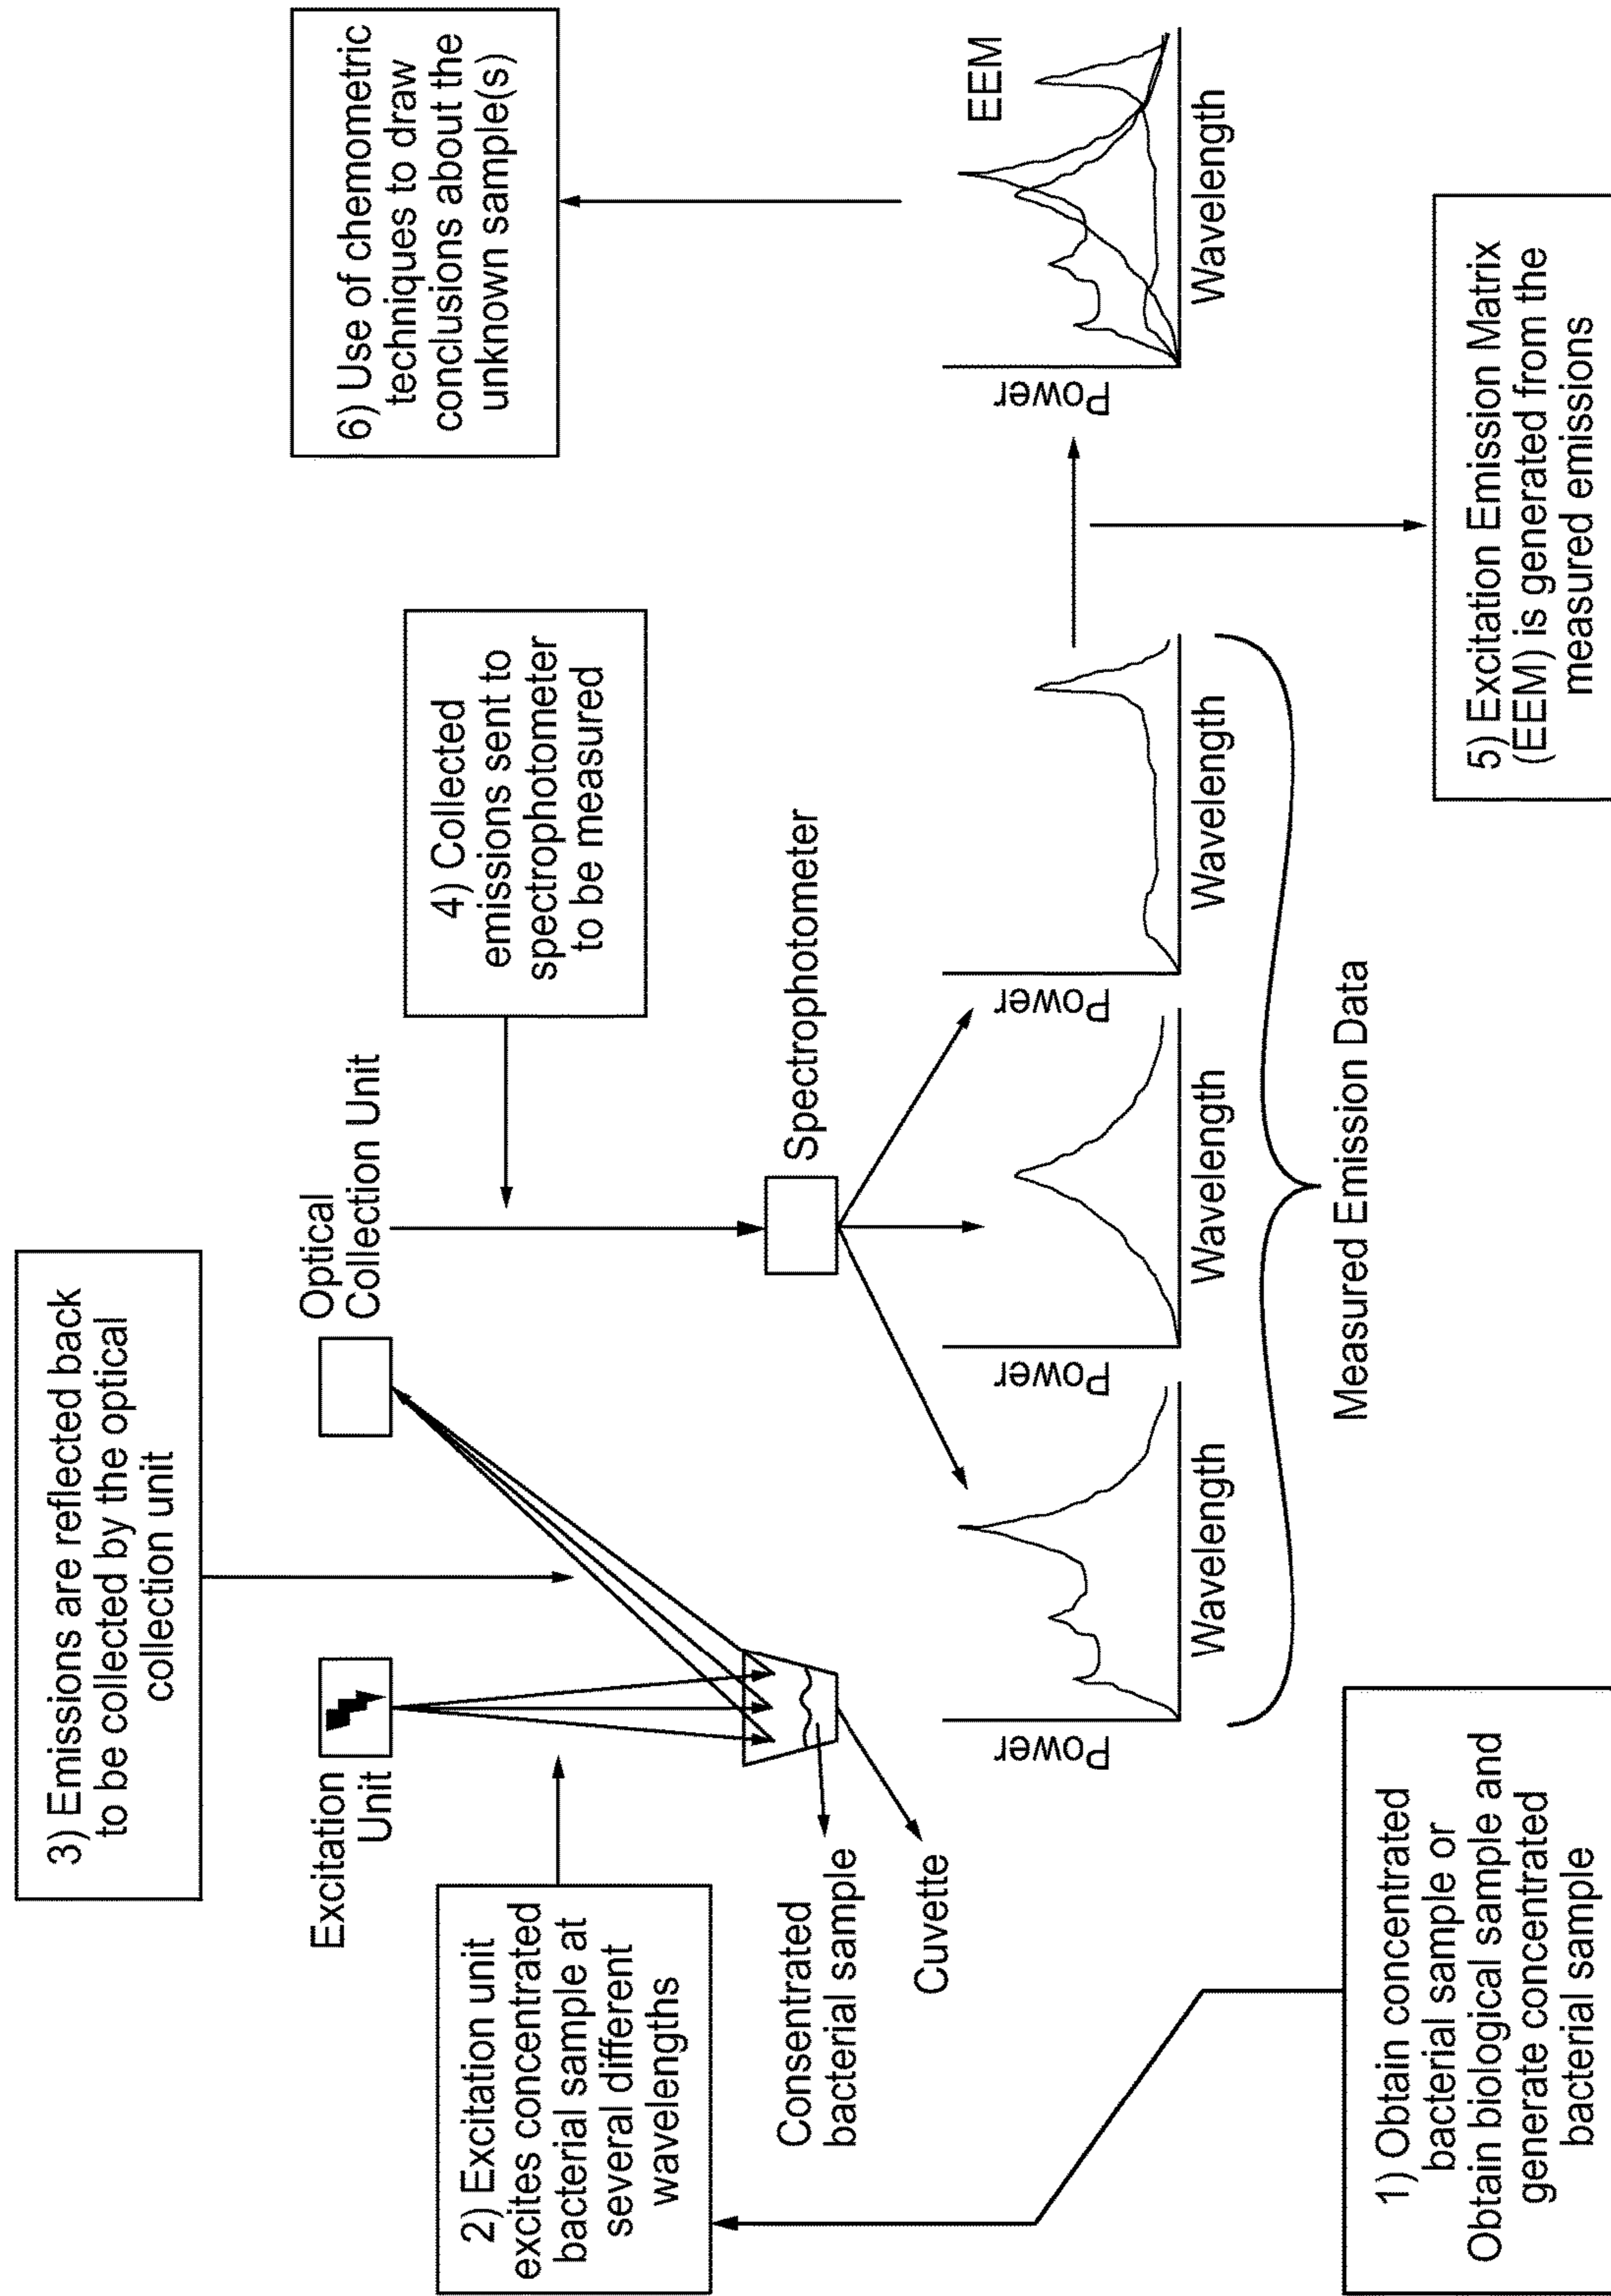 3) Emissions are reflected back
to be collected by the optical
collection unit
6) Use of chemometric
techniques to draw
conclusions about the
unknown sample(s)
Excitation
Unit
Optical
Collection Unit
4) Collected
emissions sent to
spectrophotometer
to be measured
2) Excitation unit
excites concentrated
bacterial sample at
several different
wavelengths
Consentrated
bacterial sample
Cuvette
Spectrophotometer
Power
Wavelength
Power
Wavelength
Power
Wavelength
EEM
Power
Wavelength
Measured Emission Data
1) Obtain concentrated
bacterial sample or
Obtain biological sample and
generate concentrated
bacterial sample
5) Excitation Emission Matrix
(EEM) is generated from the
measured emissions